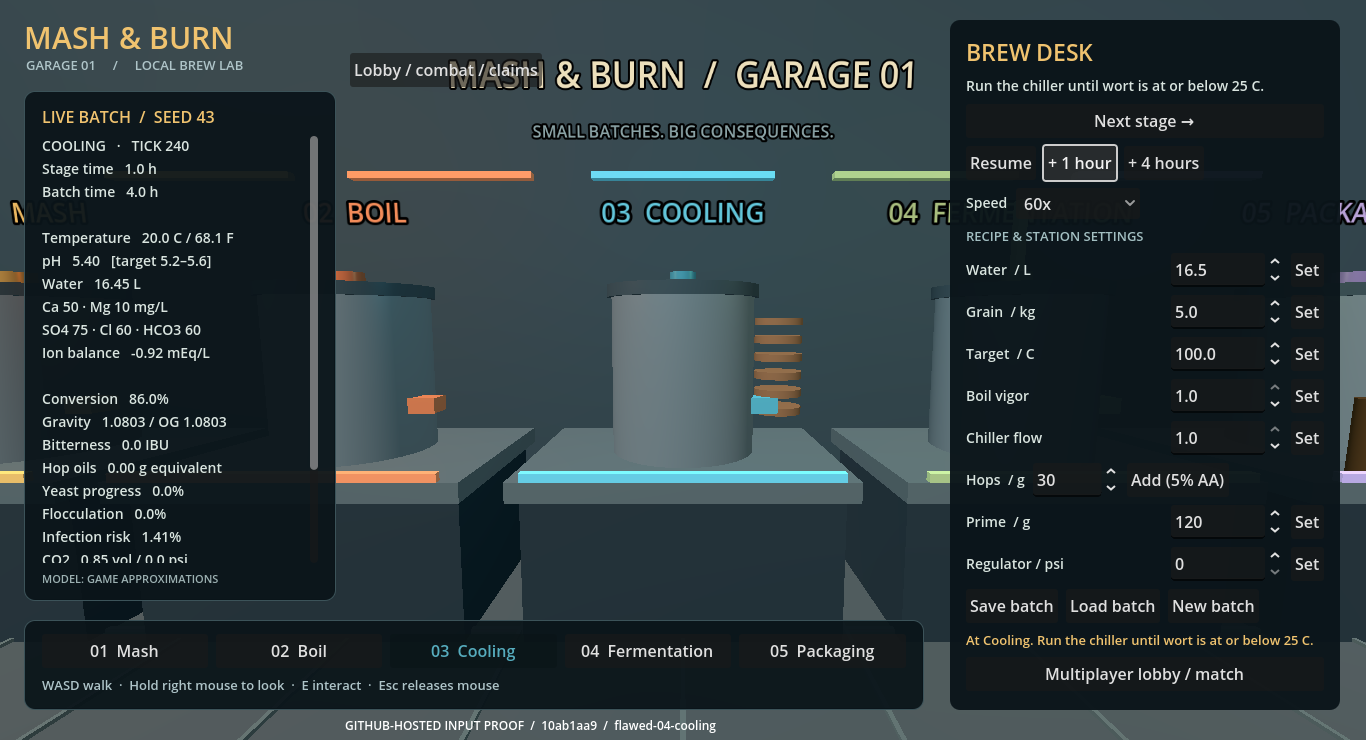 MASH & BURN
GARAGE 01 / LOCAL BREW LAB
Lobby / combat / claims
MASH & BURN / GARAGE 01
SMALL BATCHES. BIG CONSEQUENCES.
MASH
02 BOIL
03 COOLING
04 FERMENTATION
05 PACKA
LIVE BATCH / SEED 43
COOLING · TICK 240
Stage time 1.0 h
Batch time 4.0 h
Temperature 20.0 C / 68.1 F
pH 5.40 [target 5.2–5.6]
Water 16.45 L
Ca 50 · Mg 10 mg/L
SO4 75 · Cl 60 · HCO3 60
Ion balance -0.92 mEq/L
Conversion 86.0%
Gravity 1.0803 / OG 1.0803
Bitterness 0.0 IBU
Hop oils 0.00 g equivalent
Yeast progress 0.0%
Flocculation 0.0%
Infection risk 1.41%
CO2 0.85 vol / 0.0 psi
MODEL: GAME APPROXIMATIONS
BREW DESK
Run the chiller until wort is at or below 25 C.
Next stage →
Resume + 1 hour + 4 hours
Speed 60x
RECIPE & STATION SETTINGS
Water / L 16.5 Set
Grain / kg 5.0 Set
Target / C 100.0 Set
Boil vigor 1.0 Set
Chiller flow 1.0 Set
Hops / g 30 Add (5% AA)
Prime / g 120 Set
Regulator / psi 0 Set
Save batch Load batch New batch
At Cooling. Run the chiller until wort is at or below 25 C.
Multiplayer lobby / match
01 Mash 02 Boil 03 Cooling 04 Fermentation 05 Packaging
WASD walk · Hold right mouse to look · E interact · Esc releases mouse
GITHUB-HOSTED INPUT PROOF / 10ab1aa9 / flawed-04-cooling